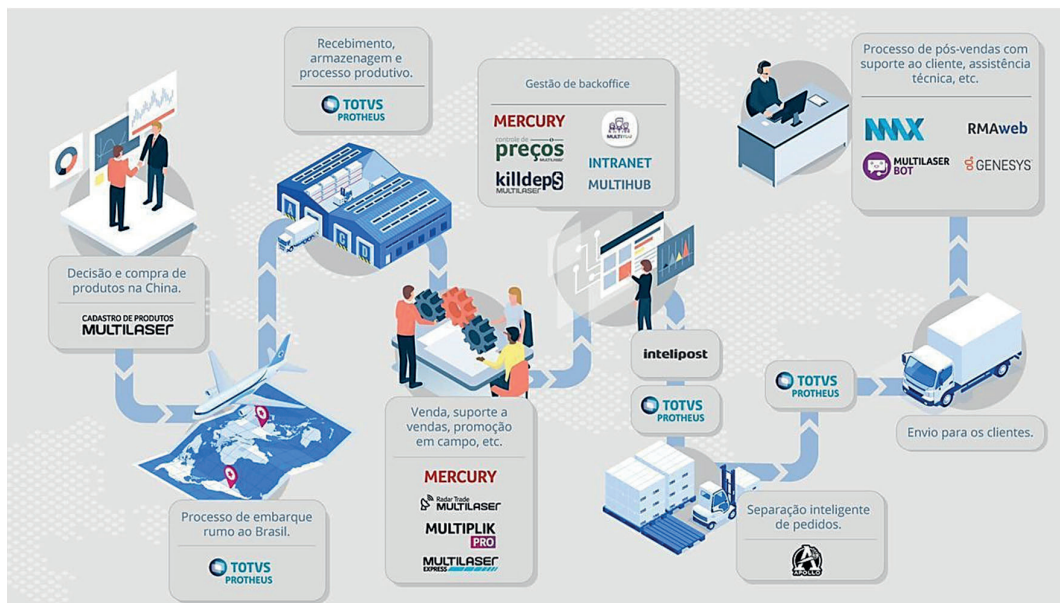 Decisão e compra de
produtos na China.
CADASTRO DE PRODUTOS
MULTILASER
Processo de embarque
rumo ao Brasil.
TOTVS
PROTHEUS
Recebimento,
armazenagem e
processo produtivo.
TOTVS
PROTHEUS
A
C
D
Venda, suporte a
vendas, promoção
em campo, etc.
MERCURY
Radar Trade
MULTILASER
MULTIPLIK
PRO
MULTILASER
EXPRESS
Gestão de backoffice
MERCURY
controle de
preços
MULTILASER
killdeps
MULTILASER
INTRANET
MULTIHUB
intelipost
TOTVS
PROTHEUS
Separação inteligente
de pedidos.
APOLLO
TOTVS
PROTHEUS
Envio para os clientes.
Processo de pós-vendas com
suporte ao cliente, assistência
técnica, etc.
NMX
RMAweb
MULTILASER
BOT
GENESYS